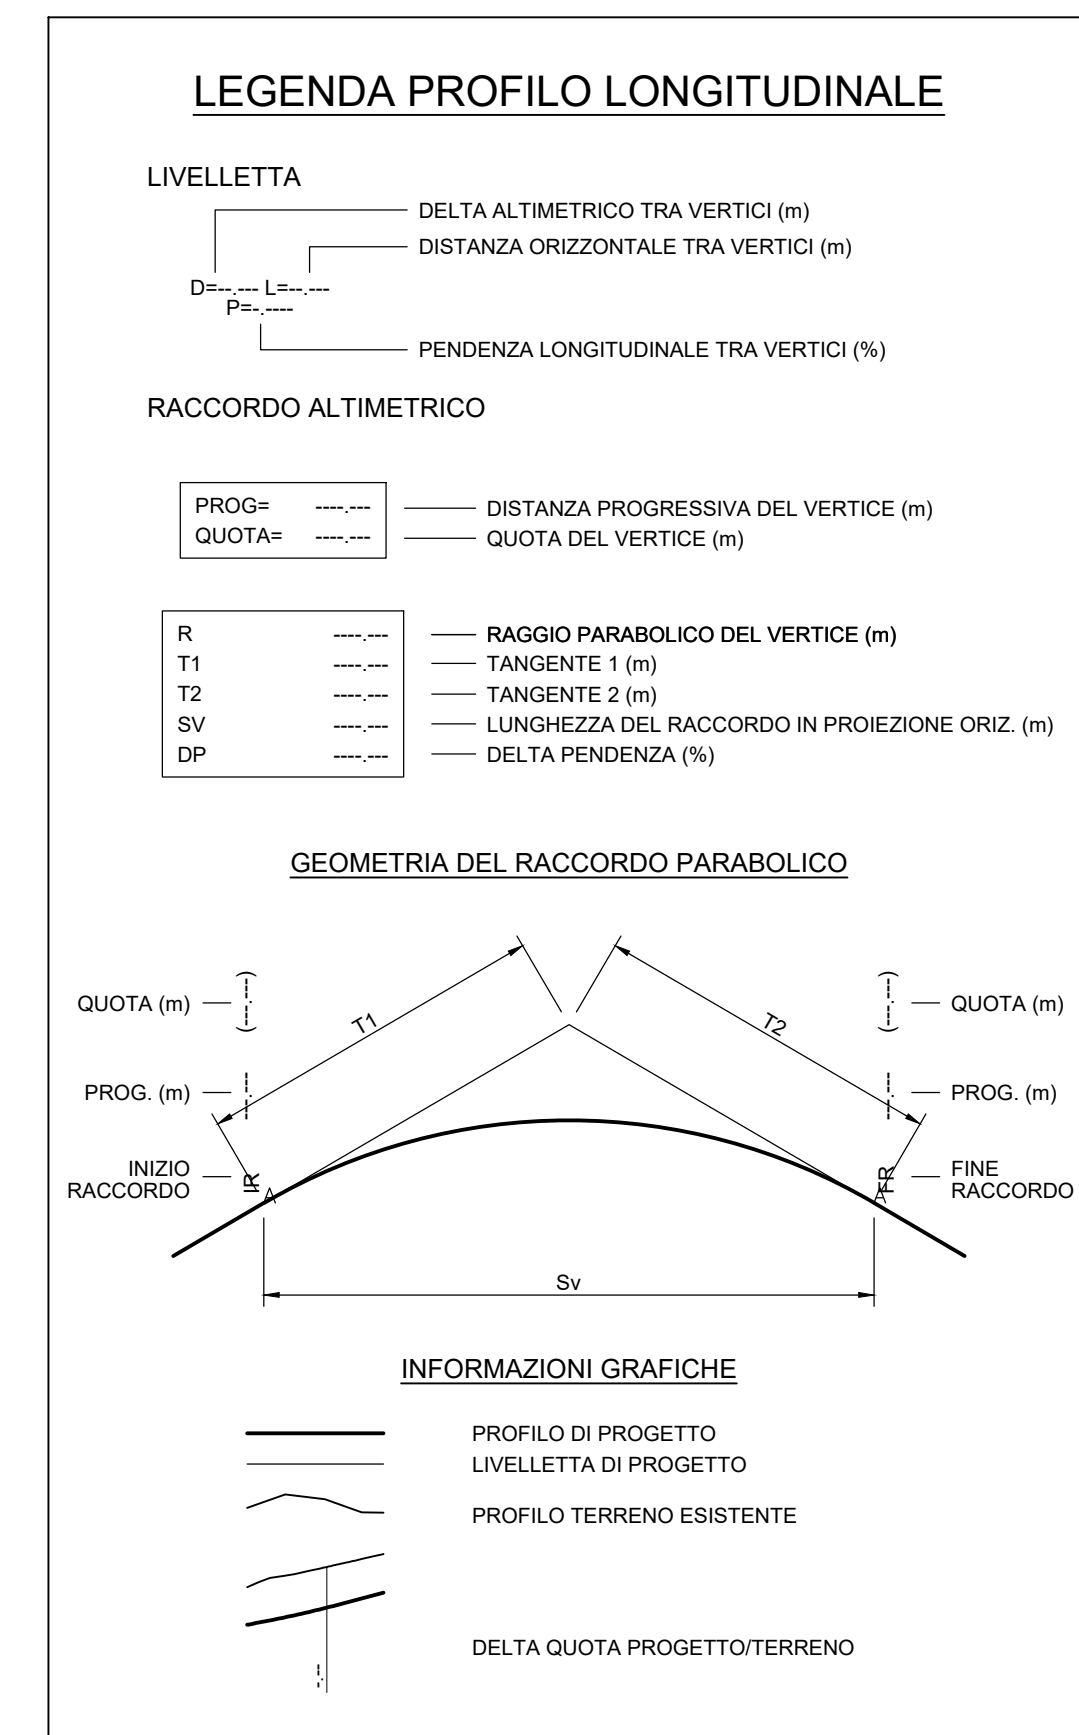 LEGENDA PROFILO LONGITUDINALE
LIVELLETTA
DELTA ALTIMETRICO TRA VERTICI (m)
DISTANZA ORIZZONTALE TRA VERTICI (m)
D=--.--- L=--.---
P=-.----
PENDENZA LONGITUDINALE TRA VERTICI (%)
RACCORDO ALTIMETRICO
PROG= ----.--- DISTANZA PROGRESSIVA DEL VERTICE (m)
QUOTA= ----.--- QUOTA DEL VERTICE (m)
R ----.--- RAGGIO PARABOLICO DEL VERTICE (m)
T1 ----.--- TANGENTE 1 (m)
T2 ----.--- TANGENTE 2 (m)
SV ----.--- LUNGHEZZA DEL RACCORDO IN PROIEZIONE ORIZ. (m)
DP ----.--- DELTA PENDENZA (%)
GEOMETRIA DEL RACCORDO PARABOLICO
QUOTA (m) (---.--) T1 T2 (---.--) QUOTA (m)
PROG. (m) ---.-- ---.-- PROG. (m)
INIZIO
RACCORDO
IR
FR
FINE
RACCORDO
Sv
INFORMAZIONI GRAFICHE
PROFILO DI PROGETTO
LIVELLETTA DI PROGETTO
PROFILO TERRENO ESISTENTE
DELTA QUOTA PROGETTO/TERRENO
-.--